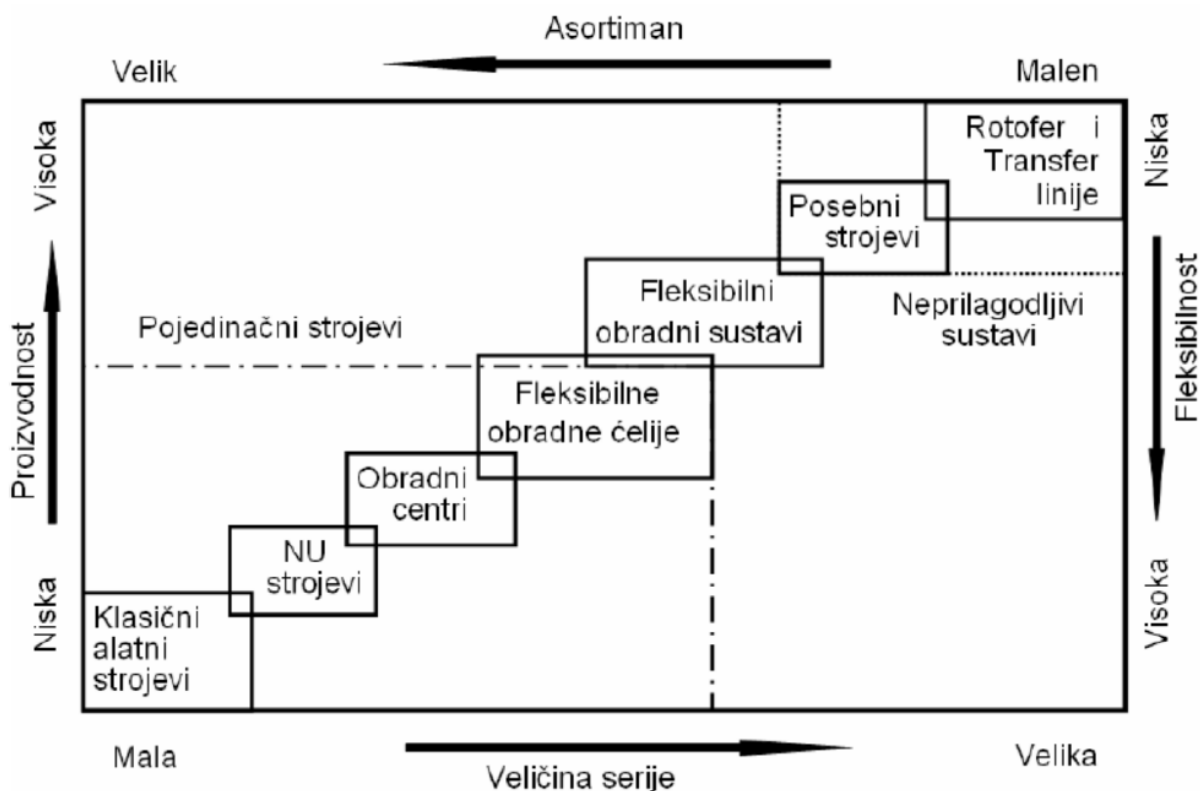 Asortiman
Velik
Malen
Visoka
Proizvodnost
Niska
Rotofer i
Transfer
linije
Posebni
strojevi
Fleksibilni
obradni sustavi
Neprilagodljivi
sustavi
Pojedinačni strojevi
Fleksibilne
obradne ćelije
Obradni
centri
NU
strojevi
Klasični
alatni
strojevi
Niska
Fleksibilnost
Visoka
Mala
Veličina serije
Velika